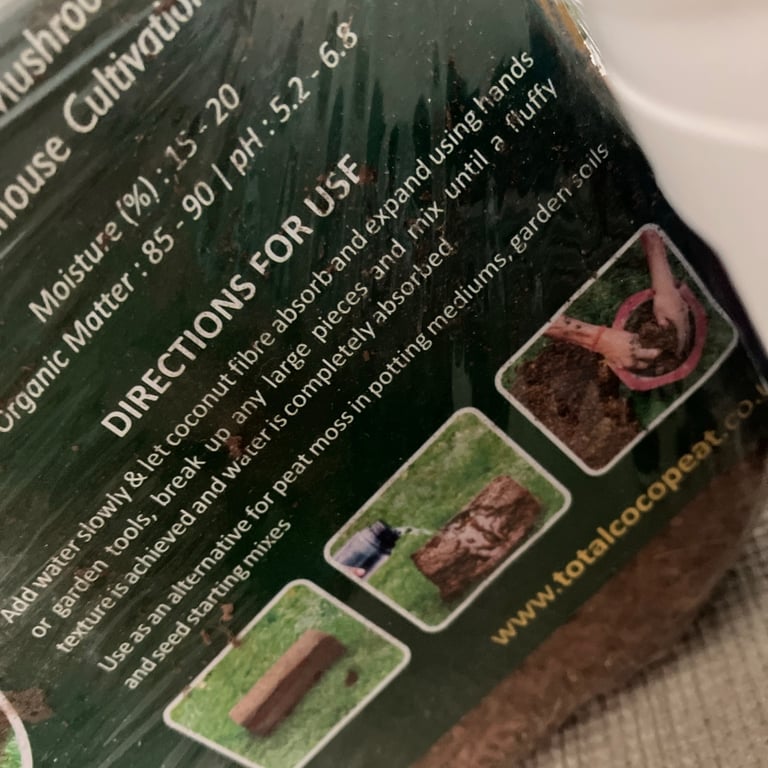 Cultivation
Moisture (%) : 15 - 20
Organic Matter : 85 - 90 | pH : 5.2 - 6.8
DIRECTIONS FOR USE
Add water slowly & let coconut fibre absorb and expand using hands
or garden tools, break up any large pieces and mix until a fluffy
texture is achieved and water is completely absorbed.
Use as an alternative for peat moss in potting mediums, garden soils
and seed starting mixes
www.totalcocopeat.co